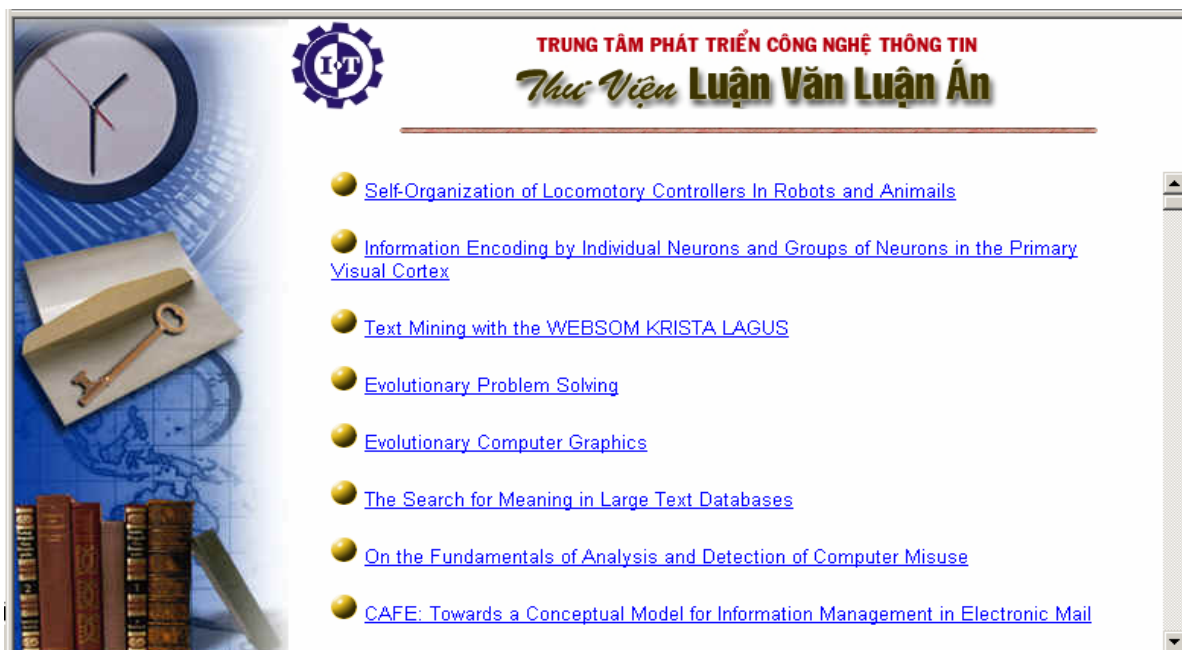 I·T
TRUNG TÂM PHÁT TRIỂN CÔNG NGHỆ THÔNG TIN
Thư Viện Luận Văn Luận Án
Self-Organization of Locomotory Controllers In Robots and Animails
Information Encoding by Individual Neurons and Groups of Neurons in the Primary
Visual Cortex
Text Mining with the WEBSOM KRISTA LAGUS
Evolutionary Problem Solving
Evolutionary Computer Graphics
The Search for Meaning in Large Text Databases
On the Fundamentals of Analysis and Detection of Computer Misuse
CAFE: Towards a Conceptual Model for Information Management in Electronic Mail